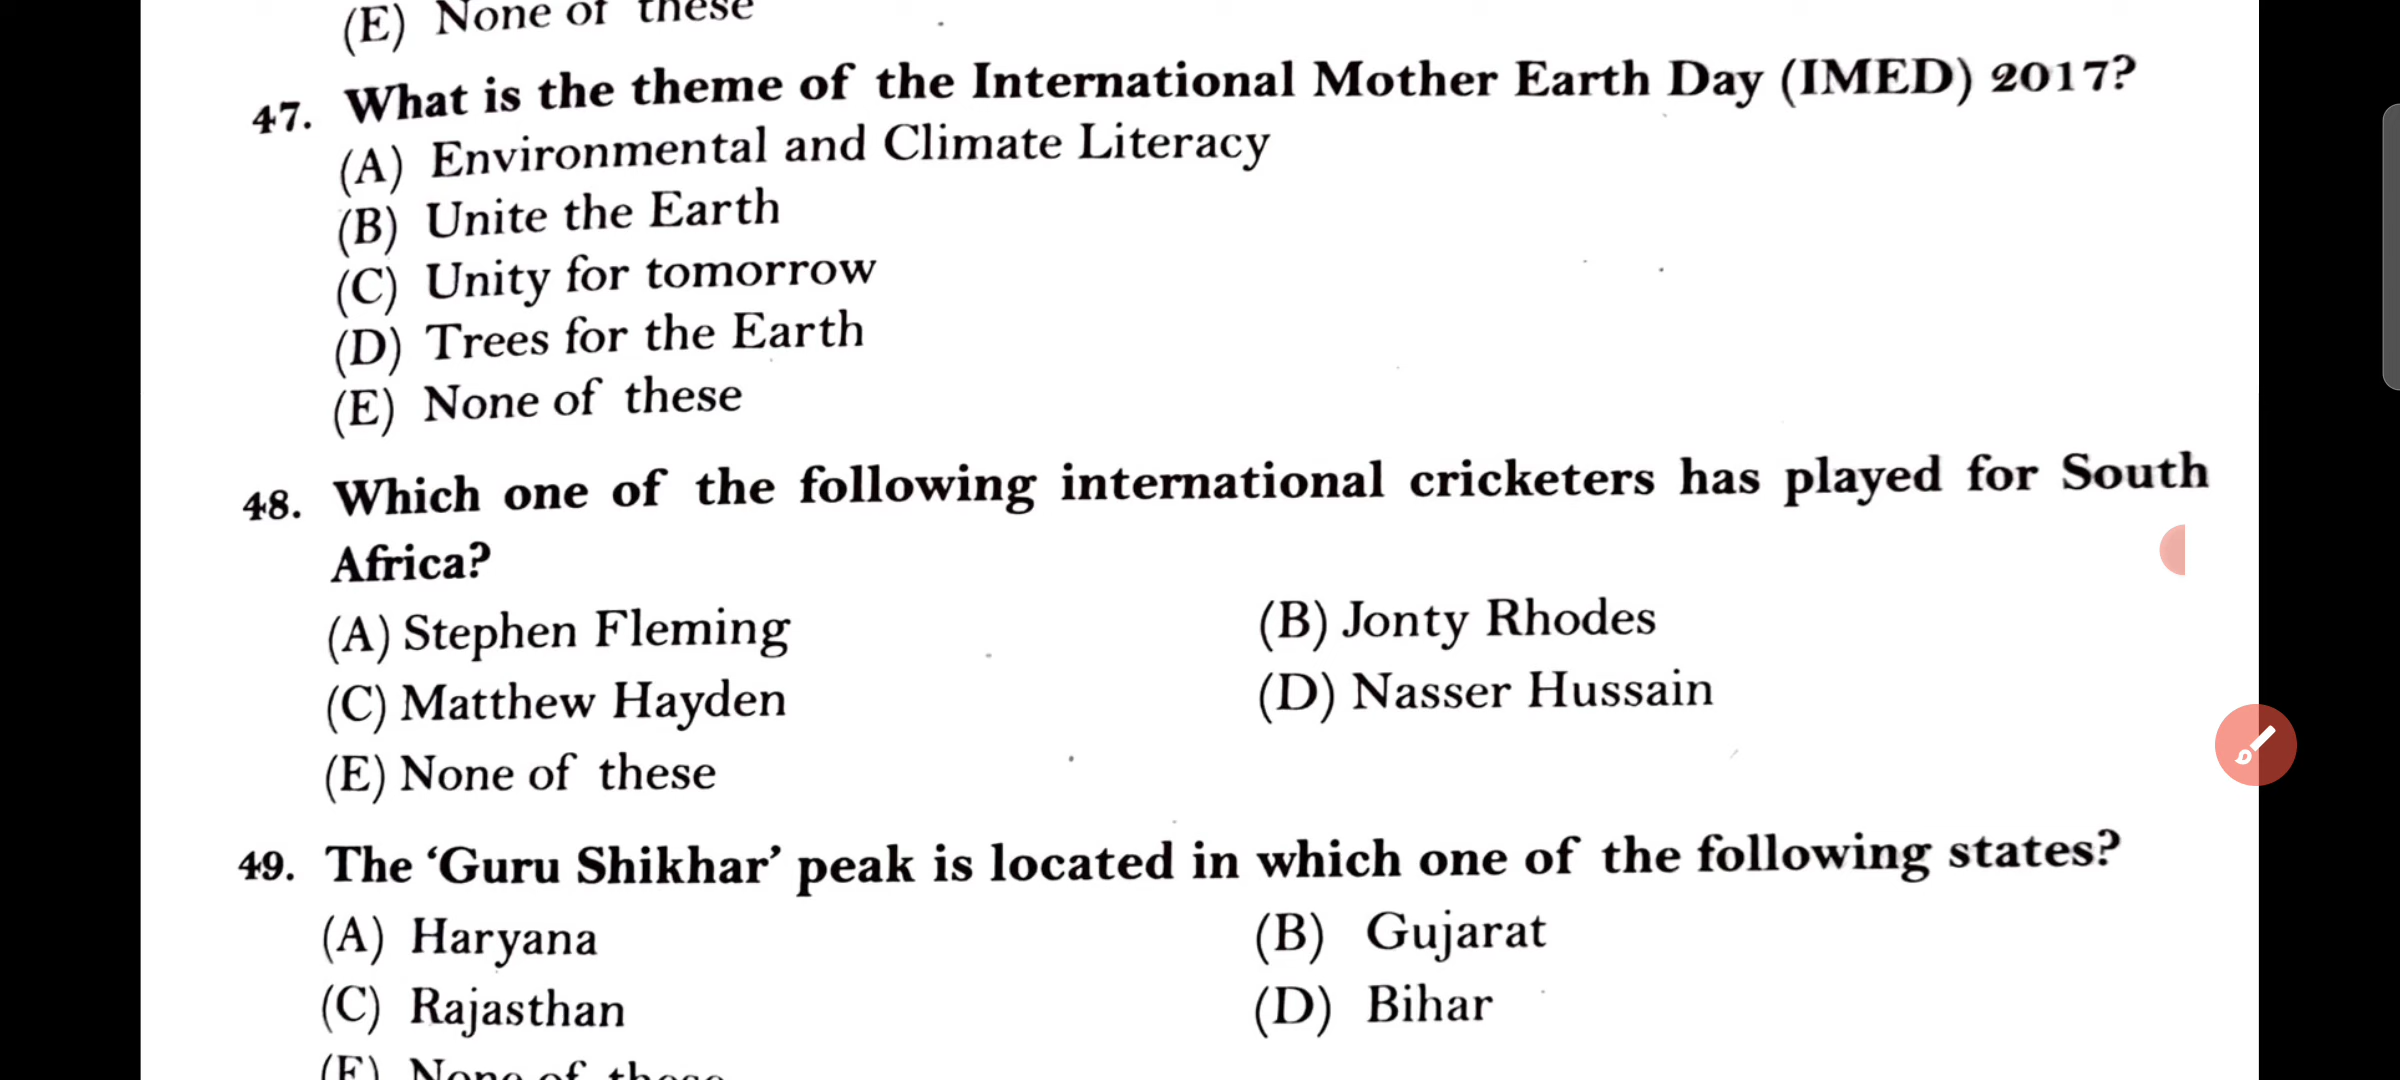 (E) None of these
47. What is the theme of the International Mother Earth Day (IMED) 2017?
(A) Environmental and Climate Literacy
(B) Unite the Earth
(C) Unity for tomorrow
(D) Trees for the Earth
(E) None of these
48. Which one of the following international cricketers has played for South
Africa?
(A) Stephen Fleming (B) Jonty Rhodes
(C) Matthew Hayden (D) Nasser Hussain
(E) None of these
49. The ‘Guru Shikhar’ peak is located in which one of the following states?
(A) Haryana (B) Gujarat
(C) Rajasthan (D) Bihar
(E) None of these